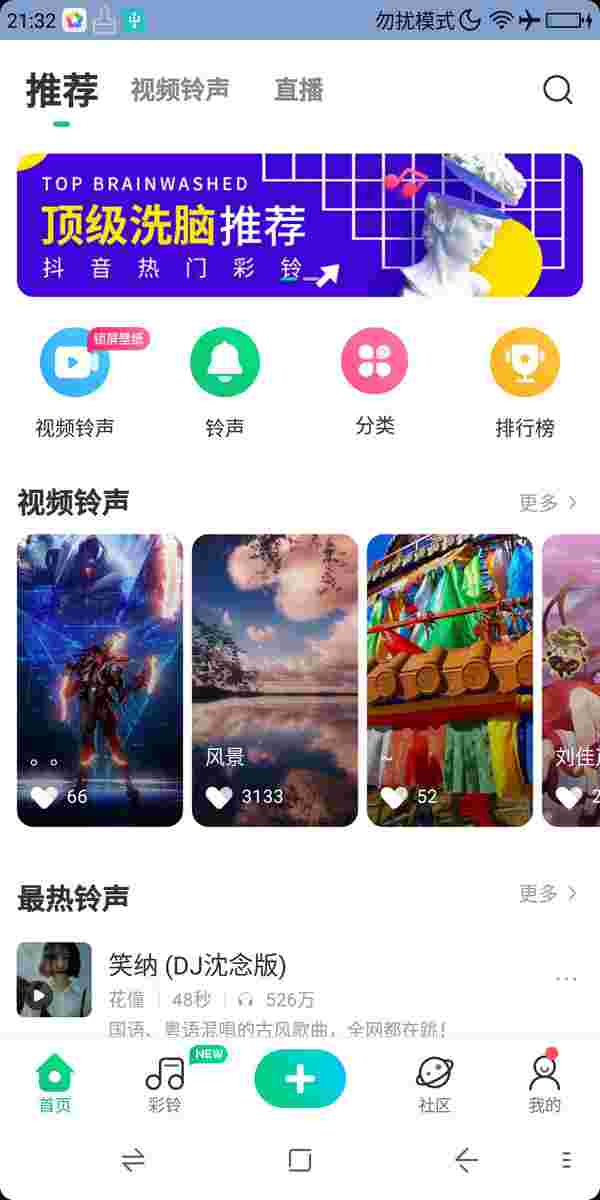 21:32
勿扰模式
推荐 视频铃声 直播
TOP BRAINWASHED
顶级洗脑推荐
抖音热门彩铃
锁屏壁纸
视频铃声 铃声 分类 排行榜
视频铃声 更多
。。 风景 ~ 刘佳
66 3133 52 2
最热铃声 更多
笑纳 (DJ沈念版)
花僮 48秒 526万
国语、粤语混唱的古风歌曲，全网都在跳！
NEW
首页 彩铃 社区 我的